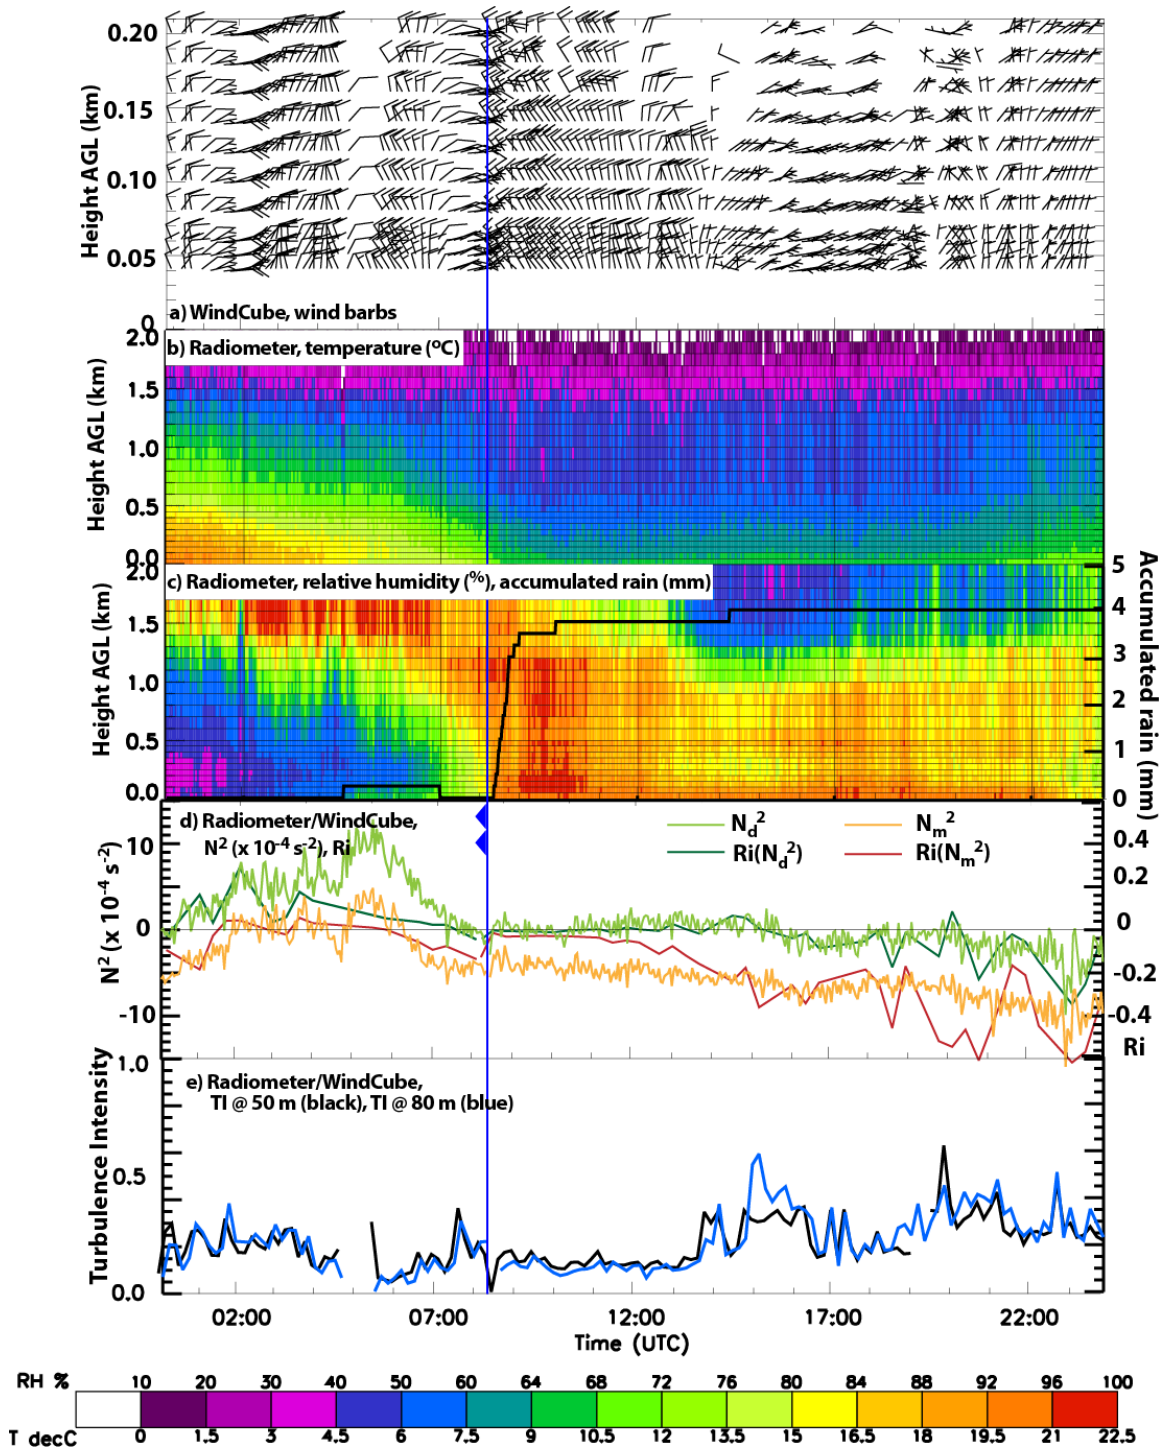 0.20
0.15
0.10
0.05
0
Height AGL (km)
a) WindCube, wind barbs
2.0
1.5
1.0
0.5
0.0
Height AGL (km)
b) Radiometer, temperature (ºC)
2.0
1.5
1.0
0.5
0.0
Height AGL (km)
c) Radiometer, relative humidity (%), accumulated rain (mm)
5
4
3
2
1
0
Accumulated rain (mm)
10
0
-10
N² (x 10⁻⁴ s⁻²)
d) Radiometer/WindCube,
N² (x 10⁻⁴ s⁻²), Ri
N_d²
N_m²
Ri(N_d²)
Ri(N_m²)
0.4
0.2
0
-0.2
-0.4
Ri
1.0
0.5
0.0
Turbulence Intensity
e) Radiometer/WindCube,
TI @ 50 m (black), TI @ 80 m (blue)
02:00 07:00 12:00 17:00 22:00
Time (UTC)
RH % 10 20 30 40 50 60 64 68 72 76 80 84 88 92 96 100
T decC 0 1.5 3 4.5 6 7.5 9 10.5 12 13.5 15 16.5 18 19.5 21 22.5